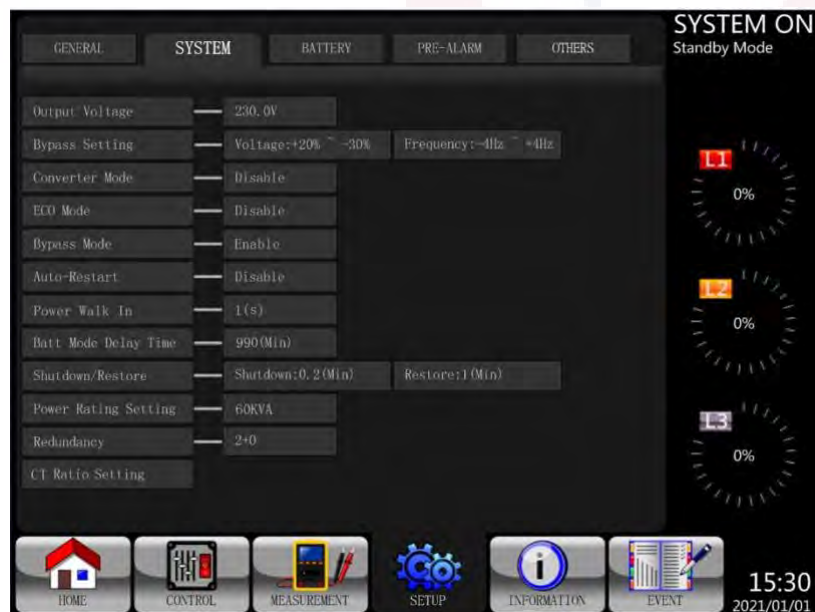 GENERAL SYSTEM BATTERY PRE-ALARM OTHERS
SYSTEM ON
Standby Mode
Output Voltage 230.0V
Bypass Setting Voltage:+20% ~ -30% Frequency:-4Hz ~ +4Hz
Converter Mode Disable
ECO Mode Disable
Bypass Mode Enable
Auto-Restart Disable
Power Walk In 1(s)
Batt Mode Delay Time 990(Min)
Shutdown/Restore Shutdown:0.2(Min) Restore:1(Min)
Power Rating Setting 60KVA
Redundancy 2+0
CT Ratio Setting
L1
0%
L2
0%
L3
0%
HOME CONTROL MEASUREMENT SETUP INFORMATION EVENT
15:30
2021/01/01